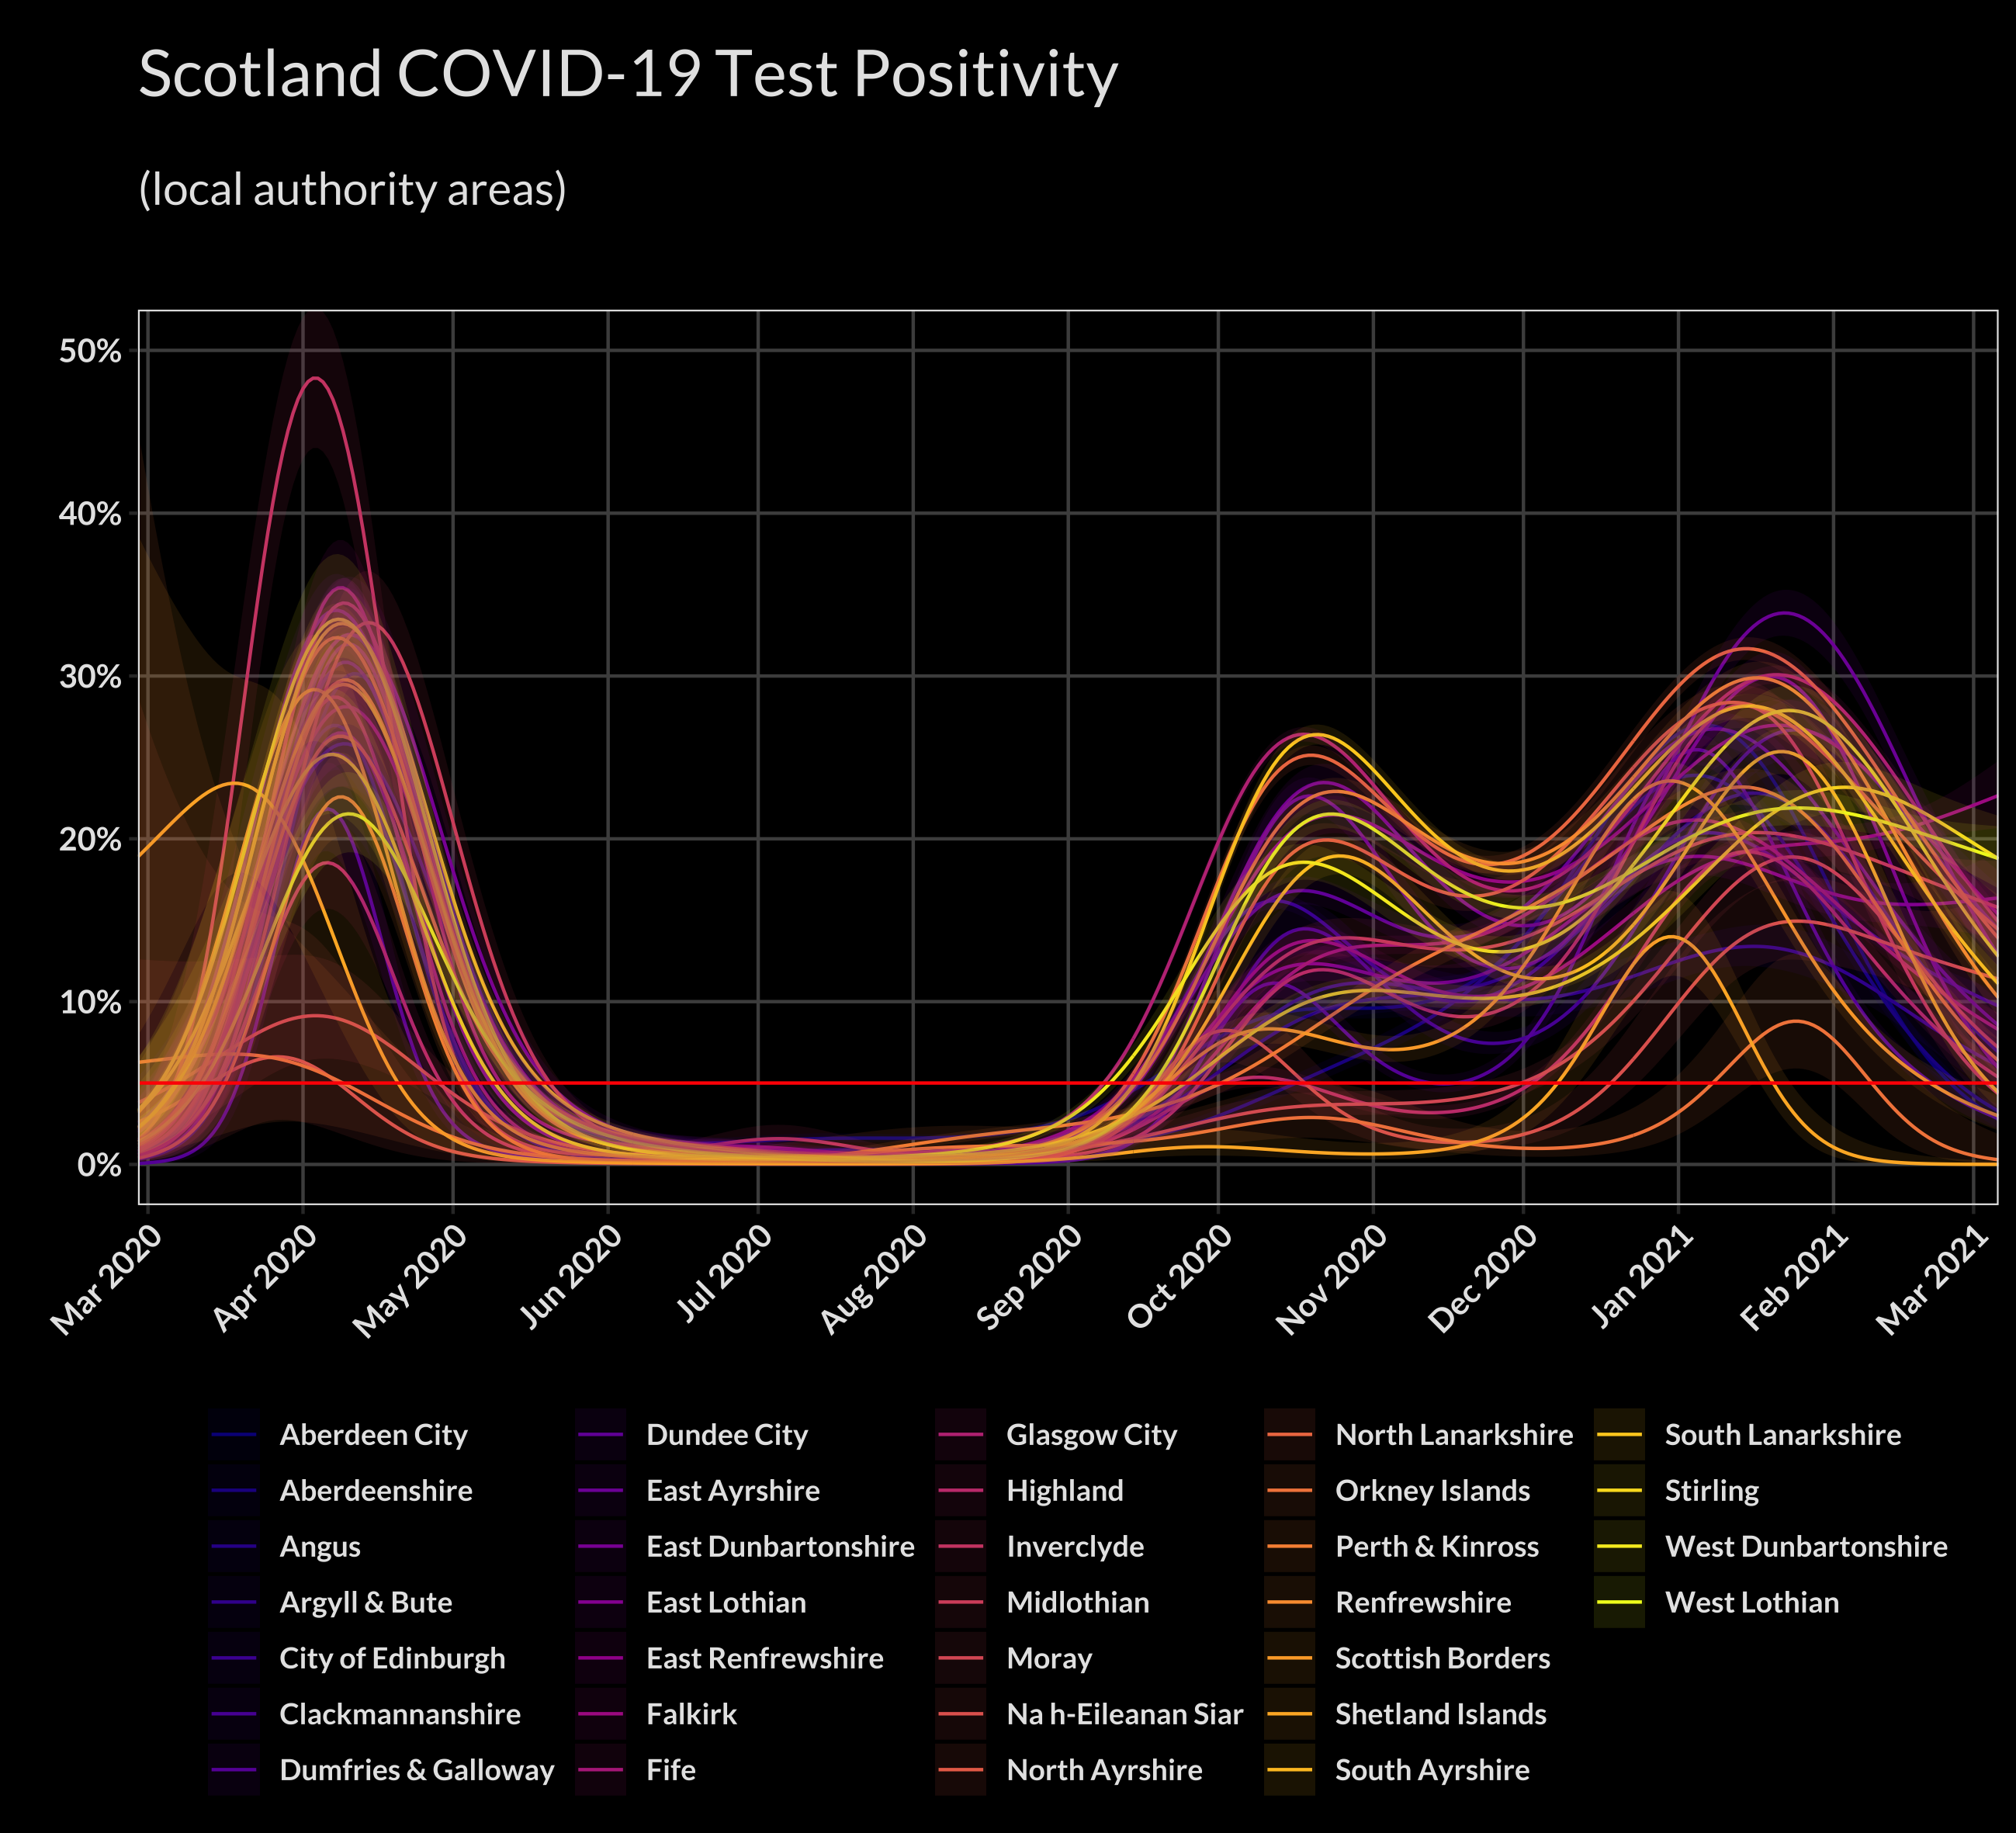 Scotland COVID-19 Test Positivity
(local authority areas)
50%
40%
30%
20%
10%
0%
Mar 2020
Apr 2020
May 2020
Jun 2020
Jul 2020
Aug 2020
Sep 2020
Oct 2020
Nov 2020
Dec 2020
Jan 2021
Feb 2021
Mar 2021
Aberdeen City
Aberdeenshire
Angus
Argyll & Bute
City of Edinburgh
Clackmannanshire
Dumfries & Galloway
Dundee City
East Ayrshire
East Dunbartonshire
East Lothian
East Renfrewshire
Falkirk
Fife
Glasgow City
Highland
Inverclyde
Midlothian
Moray
Na h-Eileanan Siar
North Ayrshire
North Lanarkshire
Orkney Islands
Perth & Kinross
Renfrewshire
Scottish Borders
Shetland Islands
South Ayrshire
South Lanarkshire
Stirling
West Dunbartonshire
West Lothian